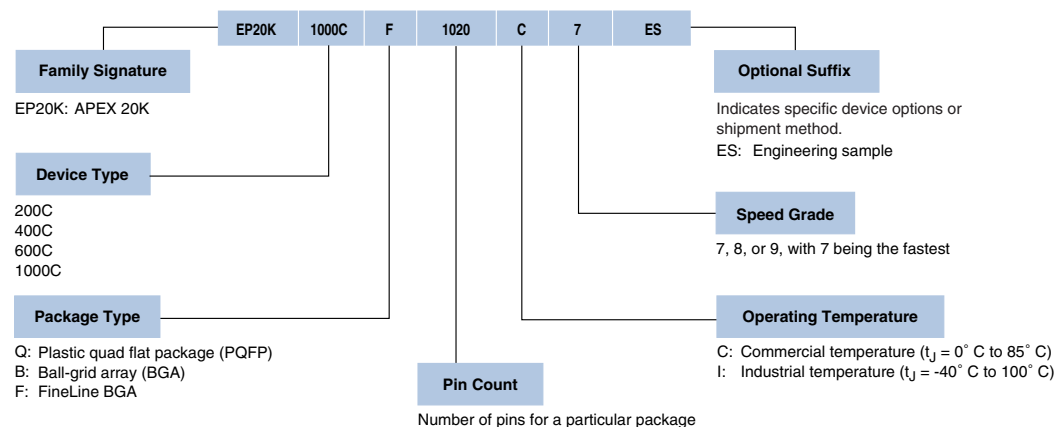 EP20K 1000C F 1020 C 7 ES
Family Signature
EP20K: APEX 20K
Optional Suffix
Indicates specific device options or
shipment method.
ES: Engineering sample
Device Type
200C
400C
600C
1000C
Speed Grade
7, 8, or 9, with 7 being the fastest
Package Type
Q: Plastic quad flat package (PQFP)
B: Ball-grid array (BGA)
F: FineLine BGA
Operating Temperature
C: Commercial temperature (tJ = 0° C to 85° C)
I: Industrial temperature (tJ = -40° C to 100° C)
Pin Count
Number of pins for a particular package